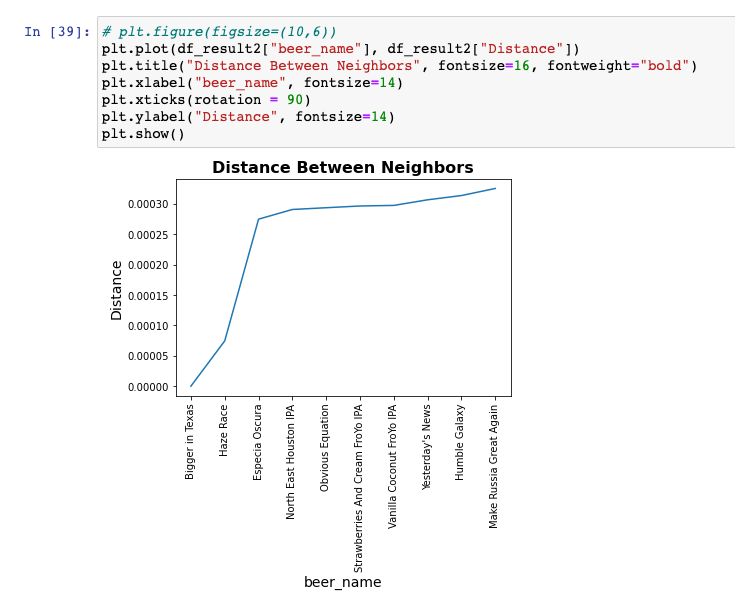 In [39]: # plt.figure(figsize=(10,6))
plt.plot(df_result2["beer_name"], df_result2["Distance"])
plt.title("Distance Between Neighbors", fontsize=16, fontweight="bold")
plt.xlabel("beer_name", fontsize=14)
plt.xticks(rotation = 90)
plt.ylabel("Distance", fontsize=14)
plt.show()
Distance Between Neighbors
Distance
0.00030
0.00025
0.00020
0.00015
0.00010
0.00005
0.00000
Bigger in Texas
Haze Race
Especia Oscura
North East Houston IPA
Obvious Equation
Strawberries And Cream FroYo IPA
Vanilla Coconut FroYo IPA
Yesterday's News
Humble Galaxy
Make Russia Great Again
beer_name